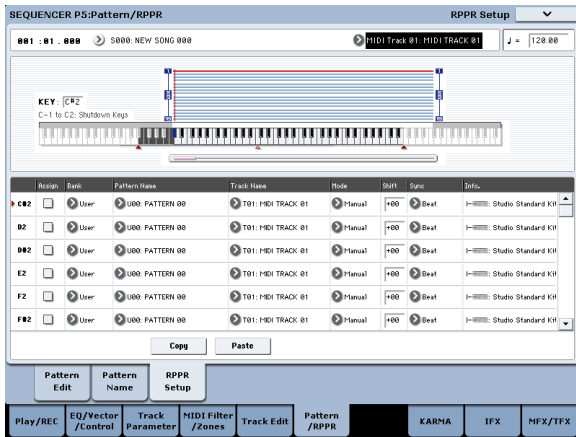 SEQUENCER P5:Pattern/RPPR RPPR Setup
001 :01 . 000 S000: NEW SONG 000 MIDI Track 01: MIDI TRACK 01 ♩ = 120.00
KEY: C#2
C-1 to C2: Shutdown Keys
Assign Bank Pattern Name Track Name Mode Shift Sync Info.
C#2 User U00: PATTERN 00 T01: MIDI TRACK 01 Manual +00 Beat : Studio Standard Kit
D2 User U00: PATTERN 00 T01: MIDI TRACK 01 Manual +00 Beat : Studio Standard Kit
D#2 User U00: PATTERN 00 T01: MIDI TRACK 01 Manual +00 Beat : Studio Standard Kit
E2 User U00: PATTERN 00 T01: MIDI TRACK 01 Manual +00 Beat : Studio Standard Kit
F2 User U00: PATTERN 00 T01: MIDI TRACK 01 Manual +00 Beat : Studio Standard Kit
F#2 User U00: PATTERN 00 T01: MIDI TRACK 01 Manual +00 Beat : Studio Standard Kit
Copy Paste
Pattern Edit Pattern Name RPPR Setup
Play/REC EQ/Vector /Control Track Parameter MIDI Filter /Zones Track Edit Pattern /RPPR KARMA IFX MFX/TFX